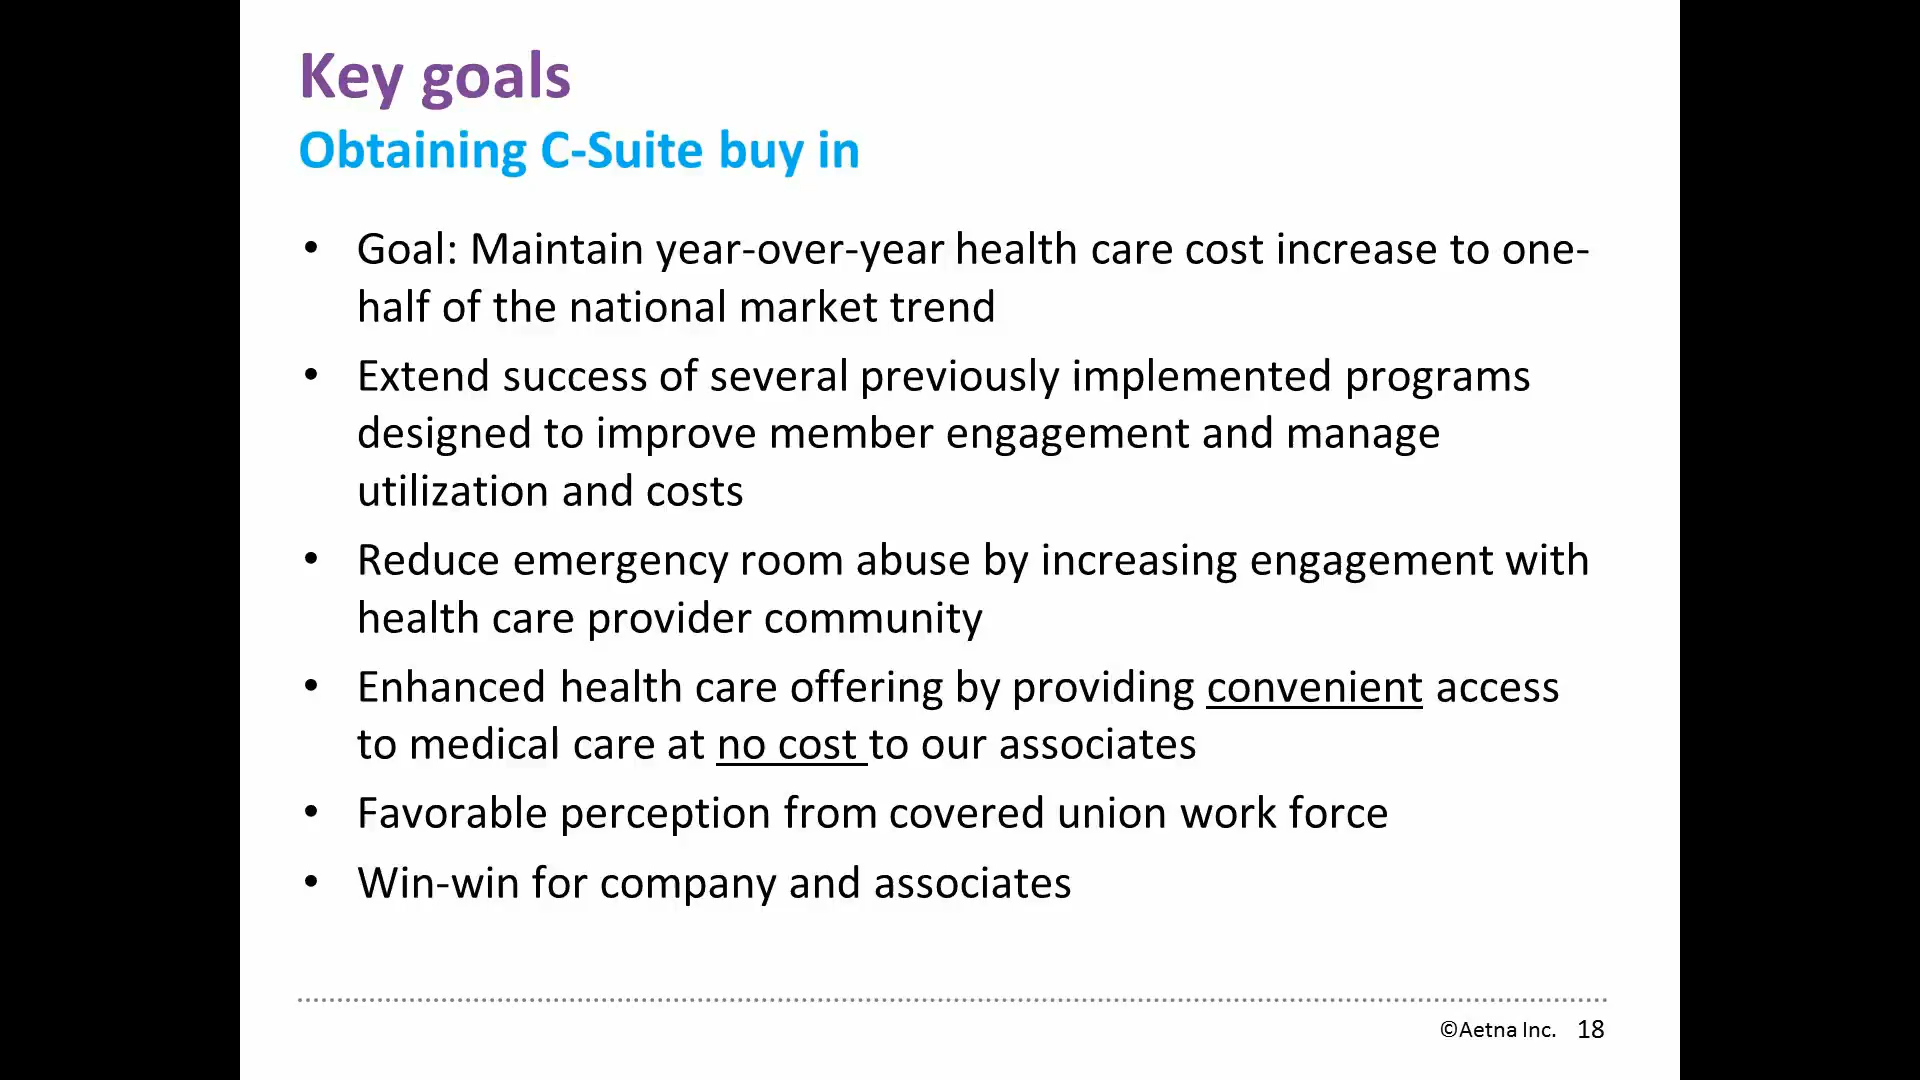 Key goals
Obtaining C-Suite buy in
• Goal: Maintain year-over-year health care cost increase to one-
half of the national market trend
• Extend success of several previously implemented programs
designed to improve member engagement and manage
utilization and costs
• Reduce emergency room abuse by increasing engagement with
health care provider community
• Enhanced health care offering by providing convenient access
to medical care at no cost to our associates
• Favorable perception from covered union work force
• Win-win for company and associates
©Aetna Inc. 18